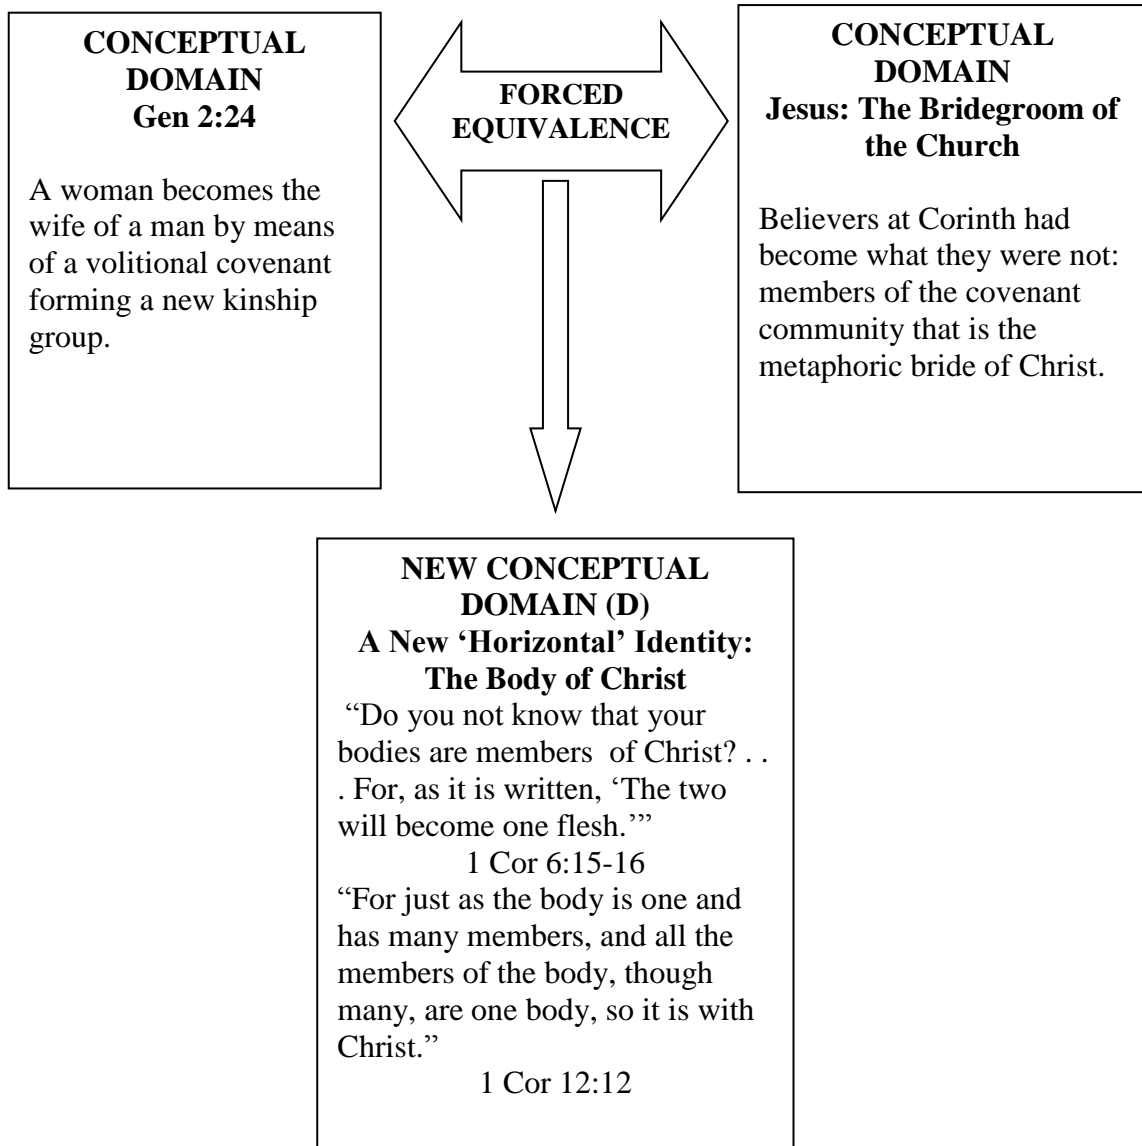 CONCEPTUAL
DOMAIN
Gen 2:24
A woman becomes the
wife of a man by means
of a volitional covenant
forming a new kinship
group.
FORCED
EQUIVALENCE
CONCEPTUAL
DOMAIN
Jesus: The Bridegroom of
the Church
Believers at Corinth had
become what they were not:
members of the covenant
community that is the
metaphoric bride of Christ.
NEW CONCEPTUAL
DOMAIN (D)
A New ‘Horizontal’ Identity:
The Body of Christ
“Do you not know that your
bodies are members  of Christ? . .
. For, as it is written, ‘The two
will become one flesh.’”
1 Cor 6:15-16
“For just as the body is one and
has many members, and all the
members of the body, though
many, are one body, so it is with
Christ.”
1 Cor 12:12